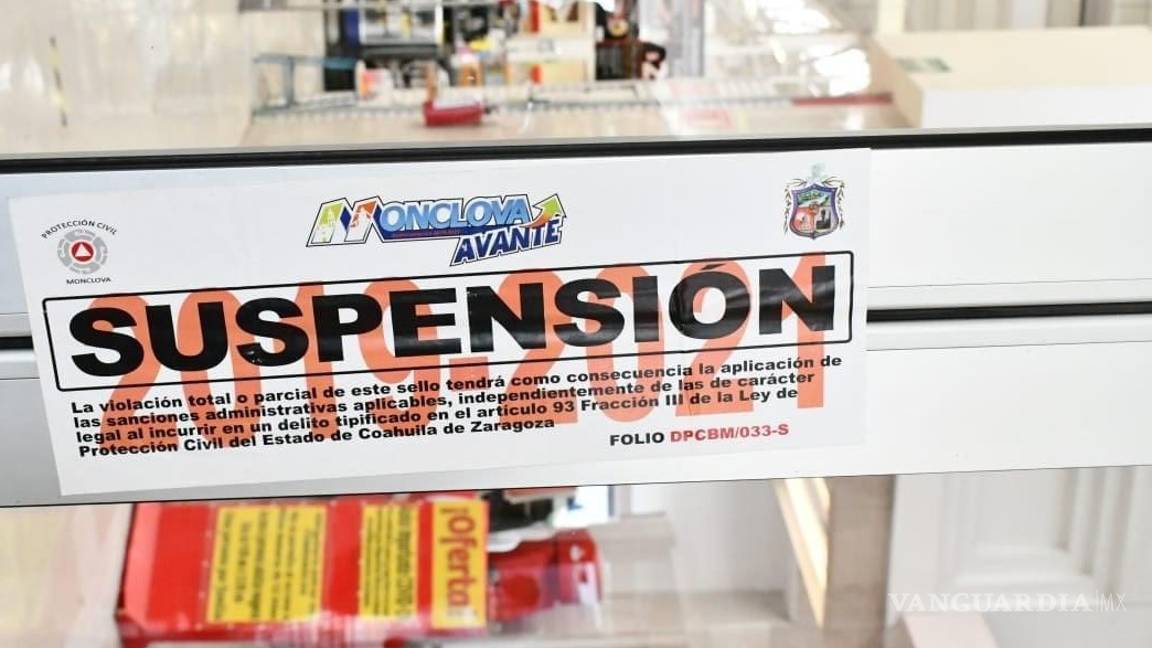 PROTECCIÓN CIVIL
MONCLOVA
MONCLOVA
AVANTE
2019-2021
SUSPENSIÓN
La violación total o parcial de este sello tendrá como consecuencia la aplicación de
las sanciones administrativas aplicables, independientemente de las de carácter
legal al incurrir en un delito tipificado en el artículo 93 Fracción III de la Ley de
Protección Civil del Estado de Coahuila de Zaragoza
FOLIO DPCBM/033-S
¡Oferta
VANGUARDIA MX